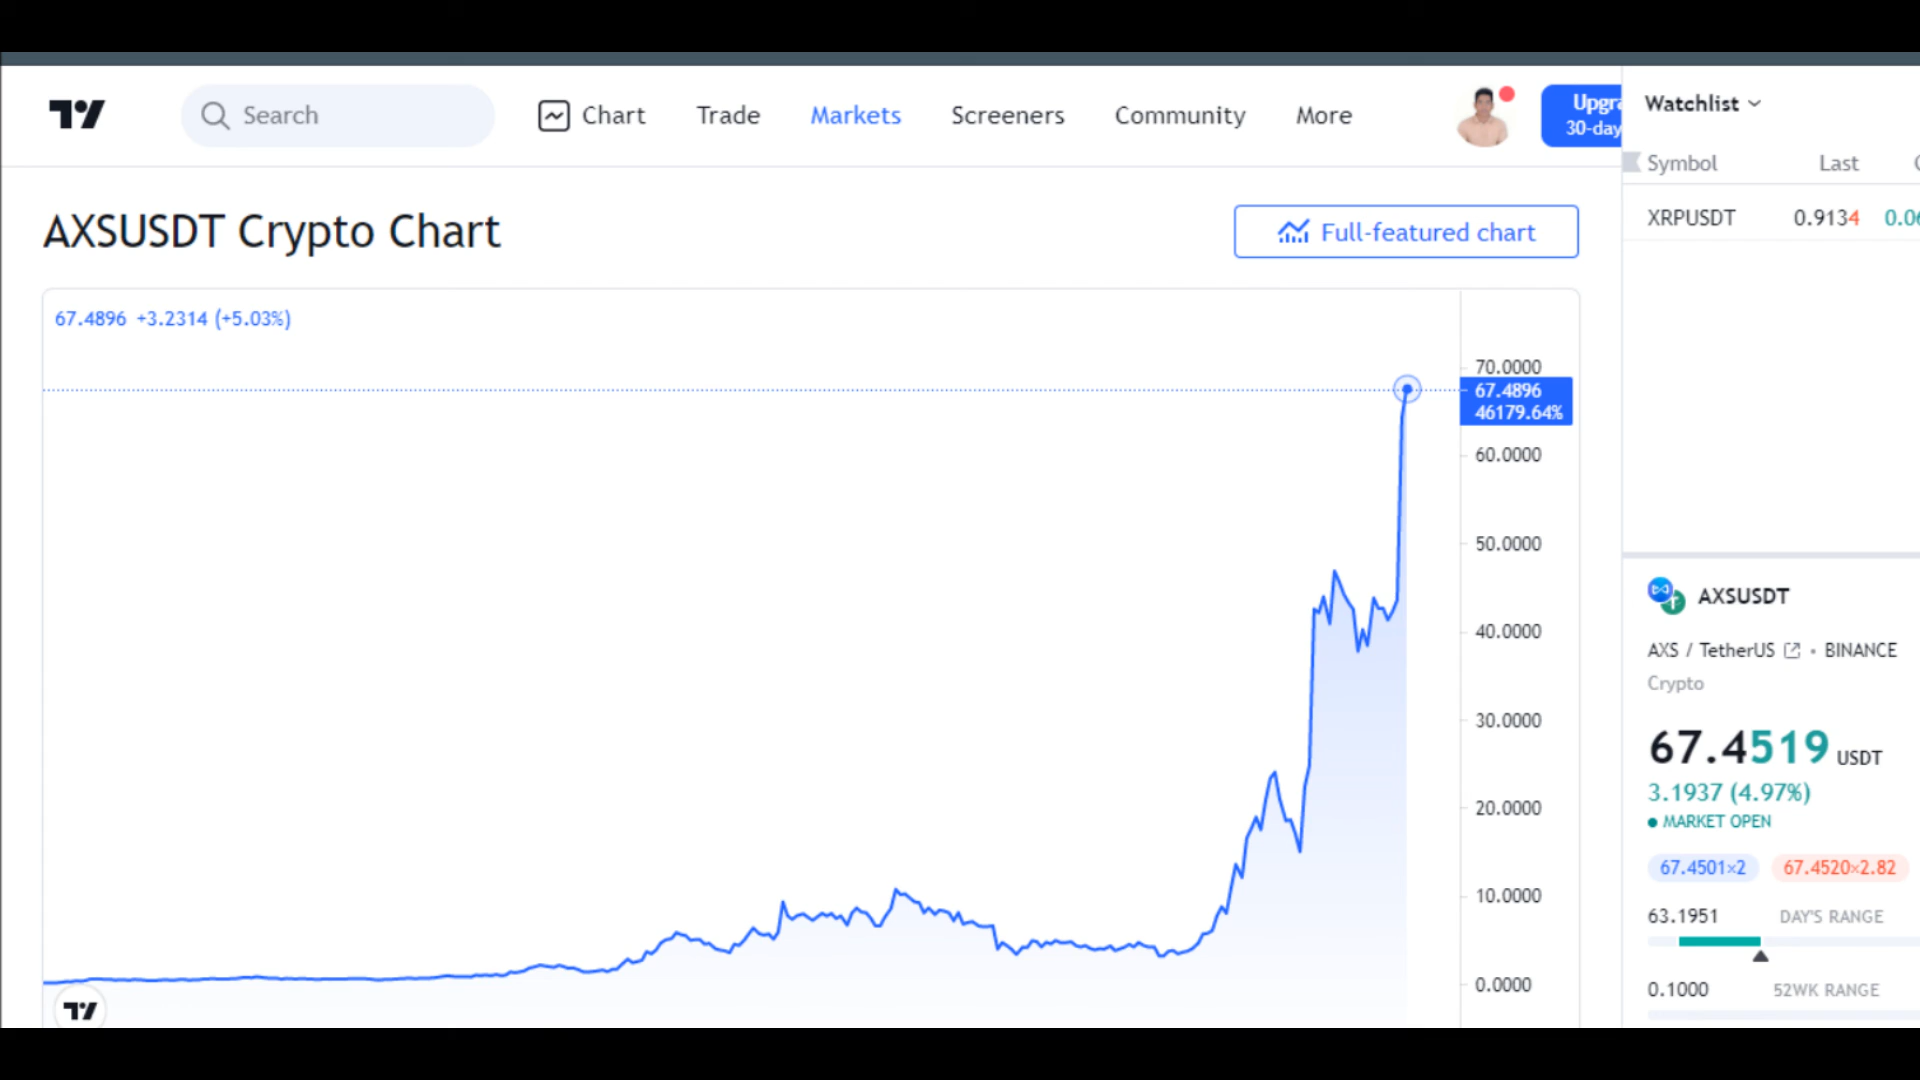 Search
Chart
Trade
Markets
Screeners
Community
More
30-day
Watchlist
Symbol Last
XRPUSDT 0.9134
AXSUSDT Crypto Chart
Full-featured chart
67.4896 +3.2314 (+5.03%)
70.0000
67.4896
46179.64%
60.0000
50.0000
40.0000
30.0000
20.0000
10.0000
0.0000
AXSUSDT
AXS / TetherUS • BINANCE
Crypto
67.4519 USDT
3.1937 (4.97%)
MARKET OPEN
67.4501×2 67.4520×2.82
63.1951 DAY'S RANGE
0.1000 52WK RANGE